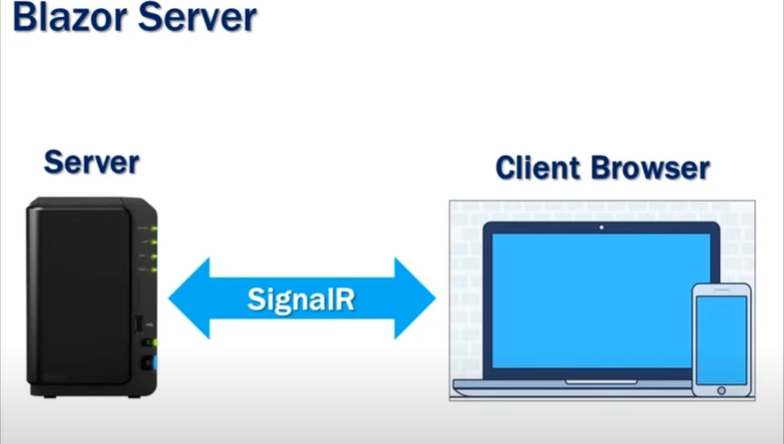 Blazor Server
Server
Client Browser
SignalR